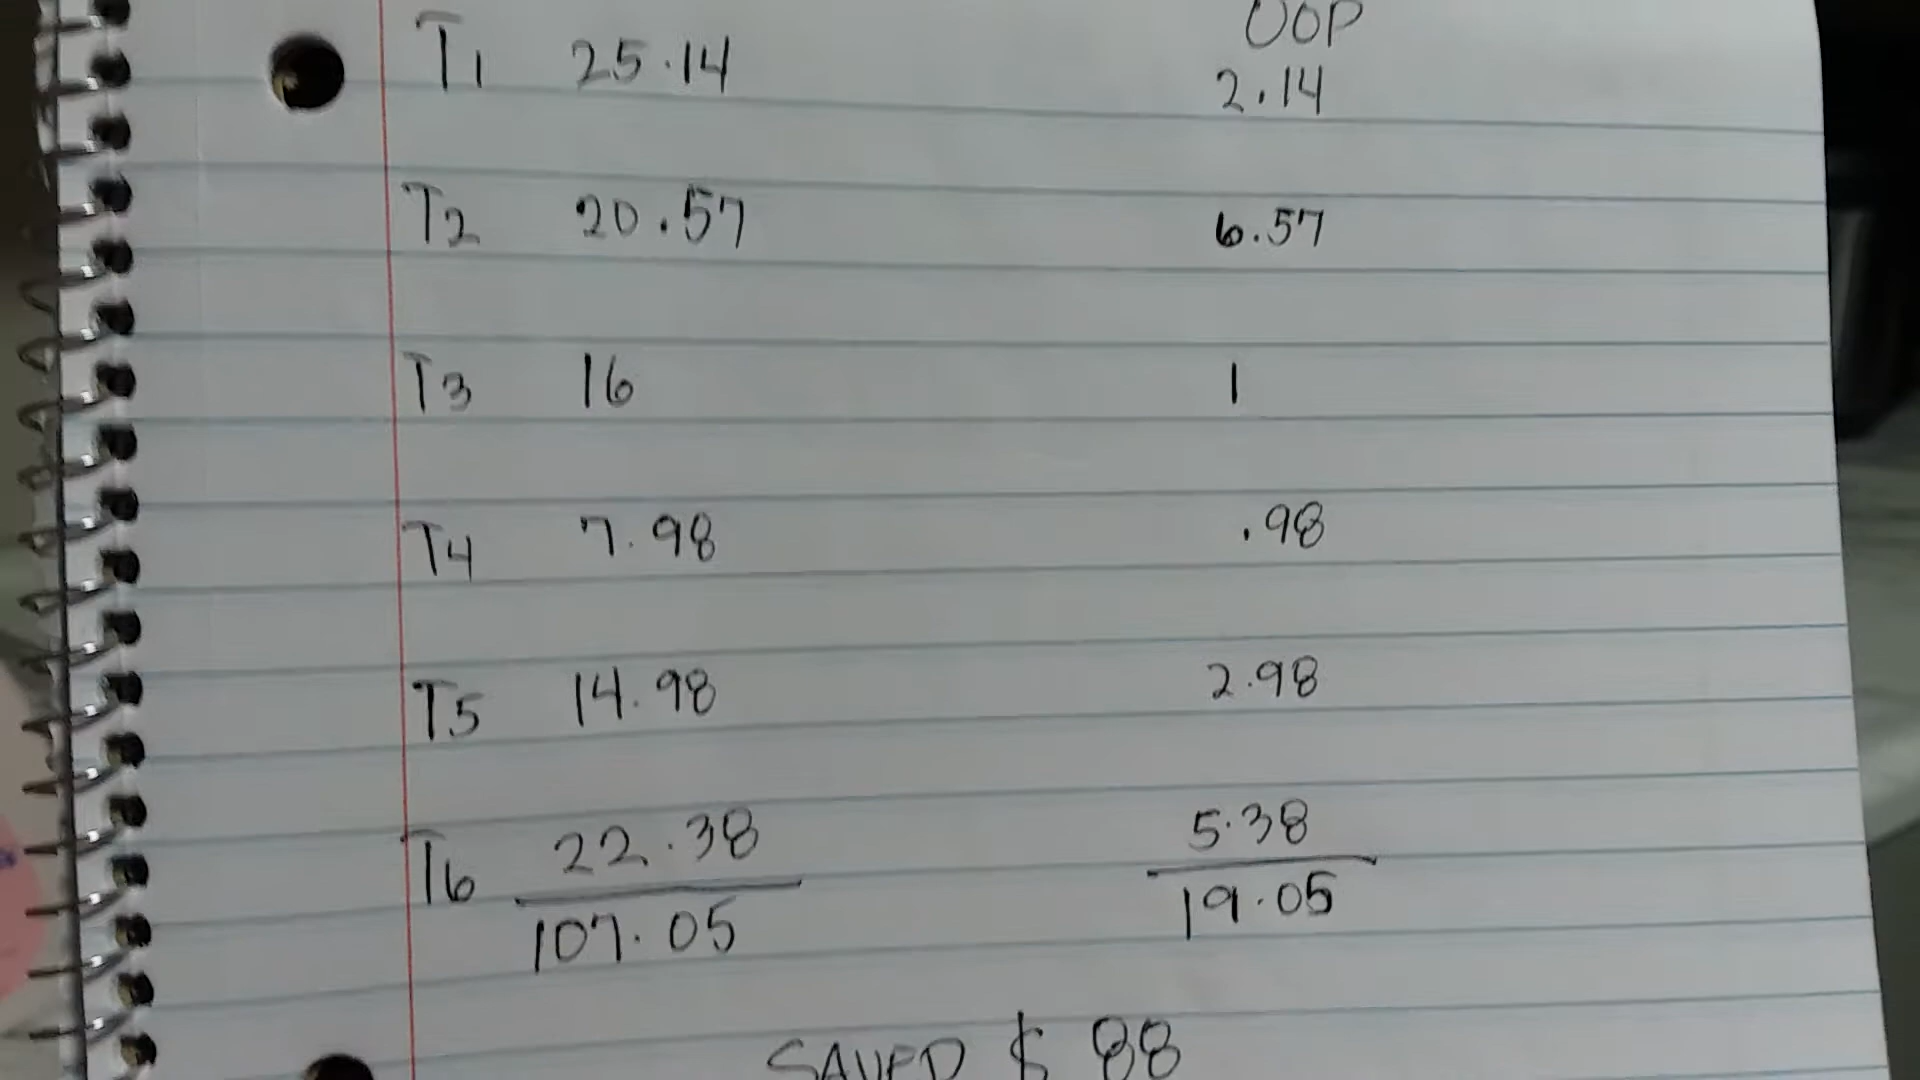 OOP
T1 25.14 2.14
T2 20.57 6.57
T3 16 1
T4 7.98 .98
T5 14.98 2.98
T6 22.38 5.38
107.05 19.05
SAVED $ 88